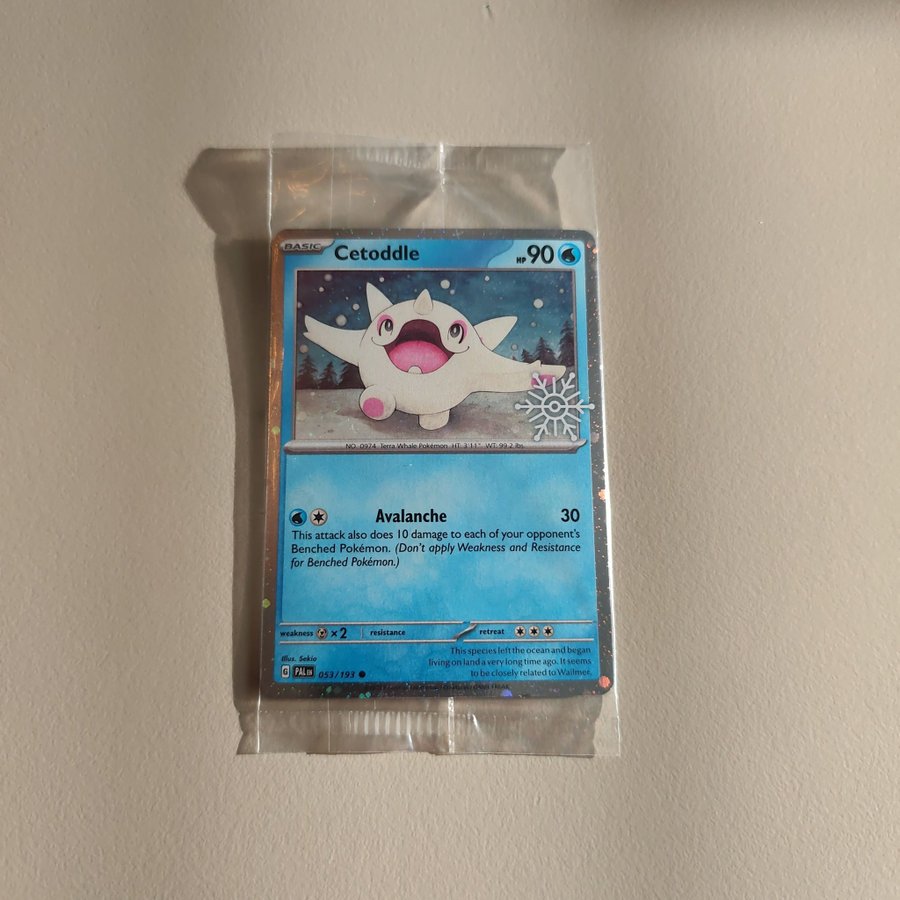 BASIC
Cetoddle
HP 90
NO. 0974 Terra Whale Pokémon HT: 3'11" WT: 99.2 lbs
Avalanche 30
This attack also does 10 damage to each of your opponent's
Benched Pokémon. (Don't apply Weakness and Resistance
for Benched Pokémon.)
weakness ×2 resistance retreat
This species left the ocean and began
living on land a very long time ago. It seems
to be closely related to Wailmer.
Illus. Sekio
G PAL EN 053/193